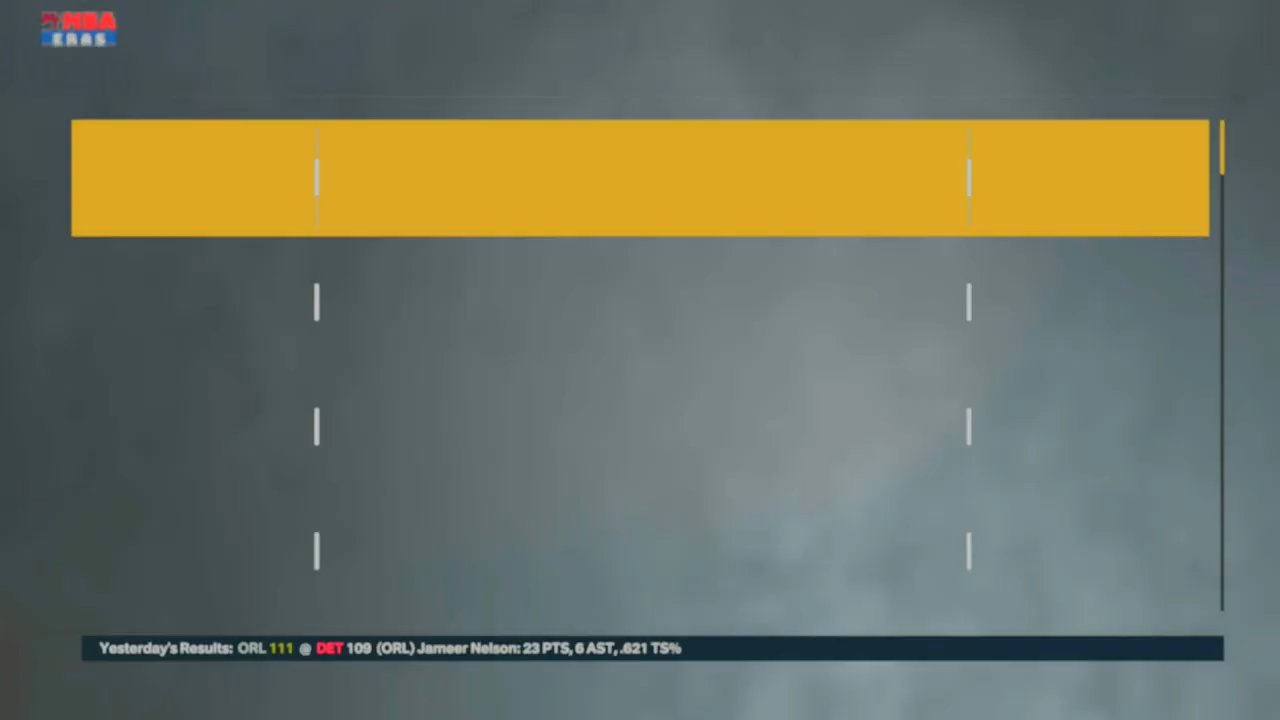 NBA
ERAS
Yesterday's Results: ORL 111 @ DET 109 (ORL) Jameer Nelson: 23 PTS, 6 AST, .621 TS%